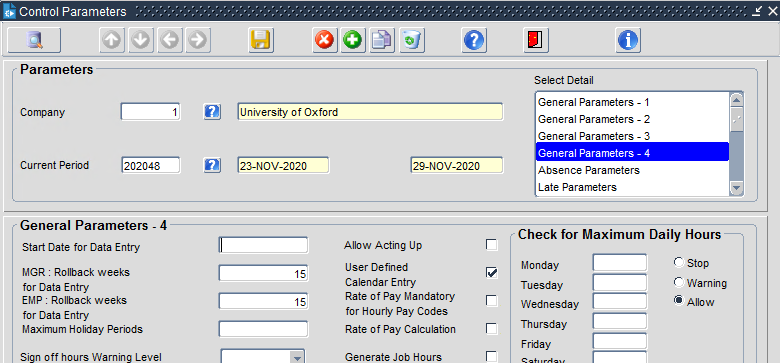 Control Parameters
Parameters
Select Detail
Company 1 University of Oxford
General Parameters - 1
General Parameters - 2
General Parameters - 3
General Parameters - 4
Absence Parameters
Late Parameters
Current Period 202048 23-NOV-2020 29-NOV-2020
General Parameters - 4
Start Date for Data Entry
MGR : Rollback weeks
for Data Entry 15
EMP : Rollback weeks
for Data Entry 15
Maximum Holiday Periods
Sign off hours Warning Level
Allow Acting Up
User Defined
Calendar Entry
Rate of Pay Mandatory
for Hourly Pay Codes
Rate of Pay Calculation
Generate Job Hours
Check for Maximum Daily Hours
Monday
Tuesday
Wednesday
Thursday
Friday
Saturday
Stop
Warning
Allow